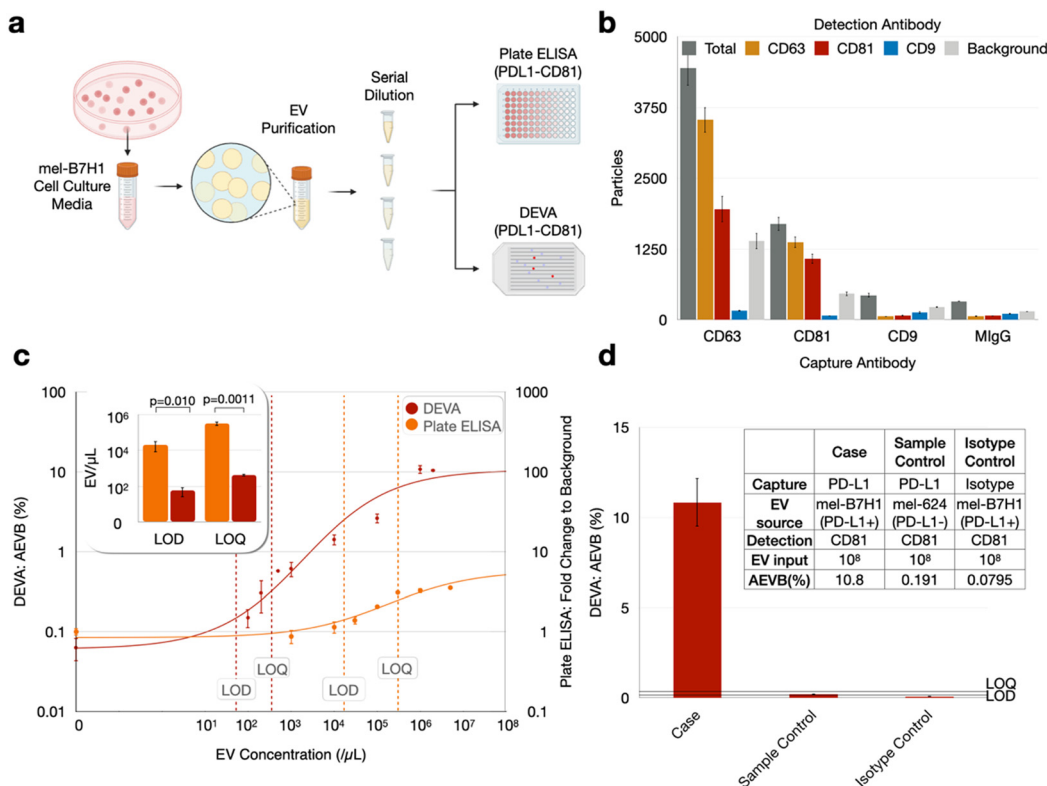 a
mel-B7H1
Cell Culture
Media
EV
Purification
Serial
Dilution
Plate ELISA
(PDL1-CD81)
DEVA
(PDL1-CD81)
b
Detection Antibody
Total CD63 CD81 CD9 Background
Particles
5000
3750
2500
1250
0
CD63 CD81 CD9 MIgG
Capture Antibody
c
DEVA: AEVB (%)
100
10
1
0.1
0.01
p=0.010 p=0.0011
EV/µL
10⁶
10⁴
10²
0
LOD LOQ
DEVA
Plate ELISA
LOD
LOQ
LOD
LOQ
0 10¹ 10² 10³ 10⁴ 10⁵ 10⁶ 10⁷ 10⁸
EV Concentration (/µL)
1000
100
10
1
0.1
Plate ELISA: Fold Change to Background
d
DEVA: AEVB (%)
15
10
5
0
Case Sample Control Isotype Control
Capture PD-L1 PD-L1 Isotype
EV source mel-B7H1 (PD-L1+) mel-624 (PD-L1-) mel-B7H1 (PD-L1+)
Detection CD81 CD81 CD81
EV input 10⁸ 10⁸ 10⁸
AEVB(%) 10.8 0.191 0.0795
LOQ
LOD
Case
Sample Control
Isotype Control